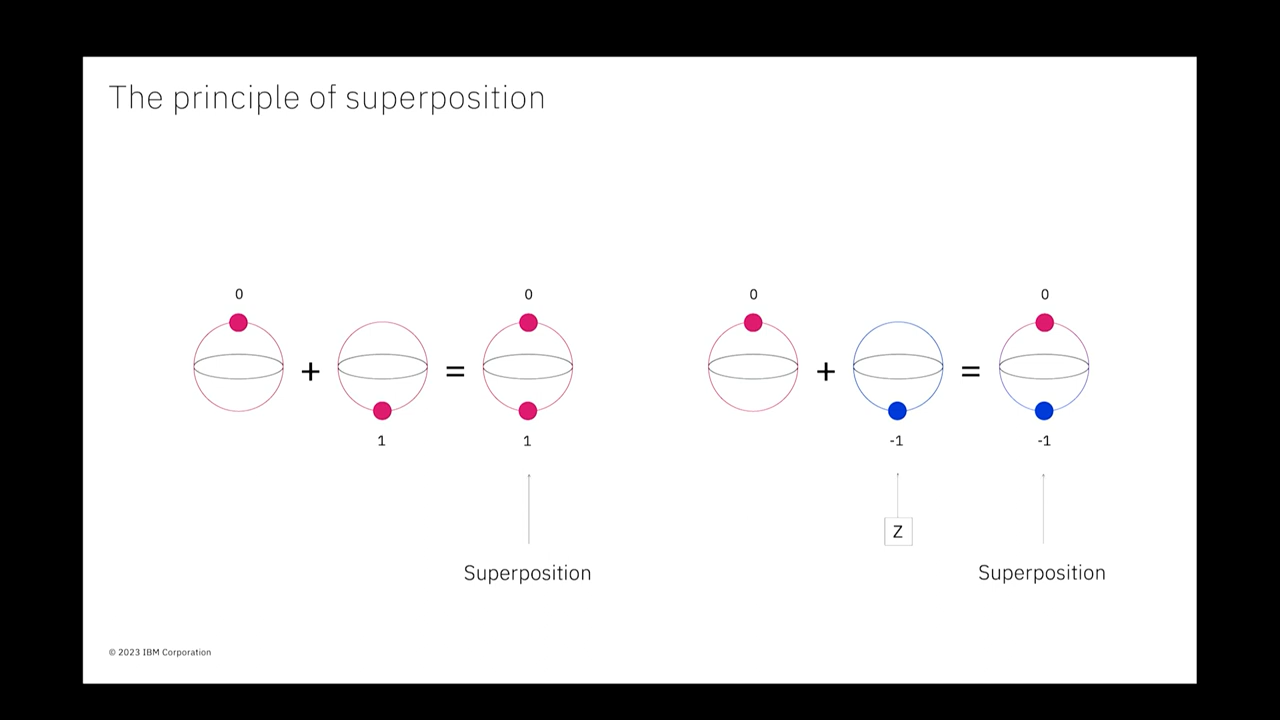 The principle of superposition
0 0 0 0
+ = + =
1 1 -1 -1
Z
Superposition Superposition
© 2023 IBM Corporation